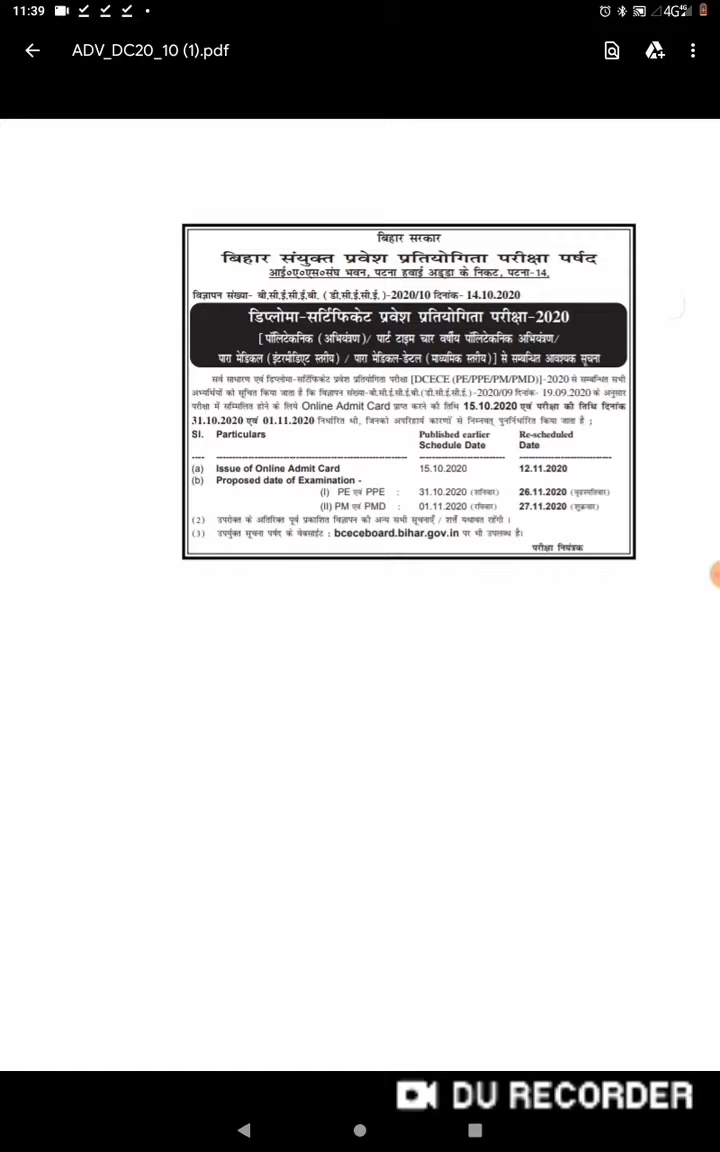 11:39 4G 4G
ADV_DC20_10 (1).pdf
बिहार सरकार
बिहार संयुक्त प्रवेश प्रतियोगिता परीक्षा पर्षद
आई०ए०एस०संघ भवन, पटना हवाई अड्डा के निकट, पटना-14.
विज्ञापन संख्या- बी.सी.ई.सी.ई.बी. (डी.सी.ई.सी.ई.)-2020/10 दिनांक- 14.10.2020
डिप्लोमा-सर्टिफिकेट प्रवेश प्रतियोगिता परीक्षा-2020
[पॉलिटेकनिक (अभियंत्रण)/ पार्ट टाइम चार वर्षीय पॉलिटेकनिक अभियंत्रण/
पारा मेडिकल (इंटरमीडिएट स्तरीय) / पारा मेडिकल-डेन्टल (माध्यमिक स्तरीय)] से सम्बन्धित आवश्यक सूचना
सर्व साधारण एवं डिप्लोमा-सर्टिफिकेट प्रवेश प्रतियोगिता परीक्षा [DCECE (PE/PPE/PM/PMD)]-2020 से सम्बन्धित सभी
अभ्यर्थियों को सूचित किया जाता है कि विज्ञापन संख्या-बी.सी.ई.सी.ई.बी.(डी.सी.ई.सी.ई.)-2020/09 दिनांक- 19.09.2020 के अनुसार
परीक्षा में सम्मिलित होने के लिये Online Admit Card प्राप्त करने की तिथि 15.10.2020 एवं परीक्षा की तिथि दिनांक
31.10.2020 एवं 01.11.2020 निर्धारित थी, जिनको अपरिहार्य कारणों से निम्नवत् पुनर्निर्धारित किया जाता है ;
Sl. Particulars Published earlier Re-scheduled
Schedule Date Date
(a) Issue of Online Admit Card 15.10.2020 12.11.2020
(b) Proposed date of Examination -
(I) PE एवं PPE : 31.10.2020 (शनिवार) 26.11.2020 (वृहस्पतिवार)
(II) PM एवं PMD : 01.11.2020 (रविवार) 27.11.2020 (शुक्रवार)
(2) उपरोक्त के अतिरिक्त पूर्व प्रकाशित विज्ञापन की अन्य सभी सूचनाएँ / शर्तें यथावत रहेंगी ।
(3) उपर्युक्त सूचना पर्षद के वेबसाईट : bceceboard.bihar.gov.in पर भी उपलब्ध है।
परीक्षा नियंत्रक
DU RECORDER